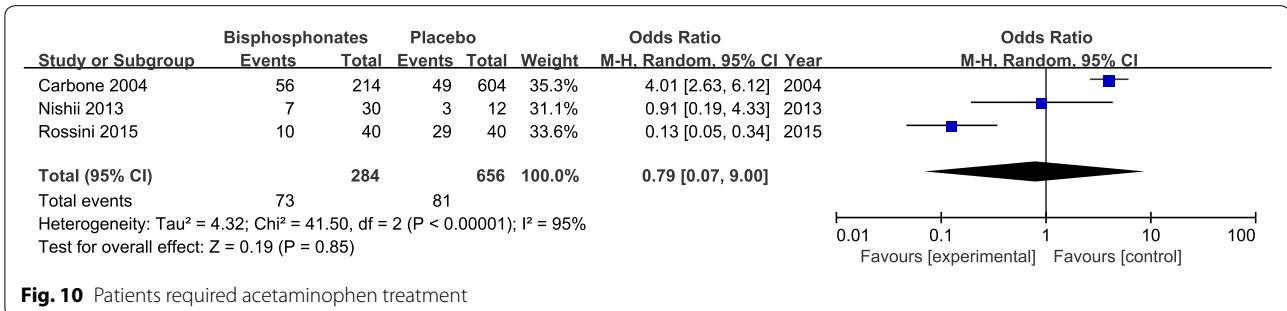 Bisphosphonates Placebo Odds Ratio Odds Ratio
Study or Subgroup Events Total Events Total Weight M-H, Random, 95% CI Year M-H, Random, 95% CI
Carbone 2004 56 214 49 604 35.3% 4.01 [2.63, 6.12] 2004
Nishii 2013 7 30 3 12 31.1% 0.91 [0.19, 4.33] 2013
Rossini 2015 10 40 29 40 33.6% 0.13 [0.05, 0.34] 2015
Total (95% CI) 284 656 100.0% 0.79 [0.07, 9.00]
Total events 73 81
Heterogeneity: Tau² = 4.32; Chi² = 41.50, df = 2 (P < 0.00001); I² = 95%
Test for overall effect: Z = 0.19 (P = 0.85)
0.01 0.1 1 10 100
Favours [experimental] Favours [control]
Fig. 10 Patients required acetaminophen treatment